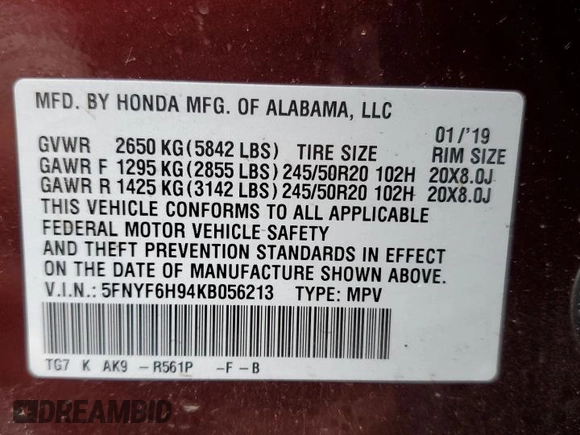 MFD. BY HONDA MFG. OF ALABAMA, LLC
01/'19
GVWR 2650 KG(5842 LBS) TIRE SIZE RIM SIZE
GAWR F 1295 KG(2855 LBS)245/50R20 102H 20X8.0J
GAWR R 1425 KG(3142 LBS)245/50R20 102H 20X8.0J
THIS VEHICLE CONFORMS TO ALL APPLICABLE
FEDERAL MOTOR VEHICLE SAFETY
AND THEFT PREVENTION STANDARDS IN EFFECT
ON THE DATE OF MANUFACTURE SHOWN ABOVE.
V.I.N.: 5FNYF6H94KB056213 TYPE: MPV
TG7 K AK9 -R561P -F-B
DREAMBID